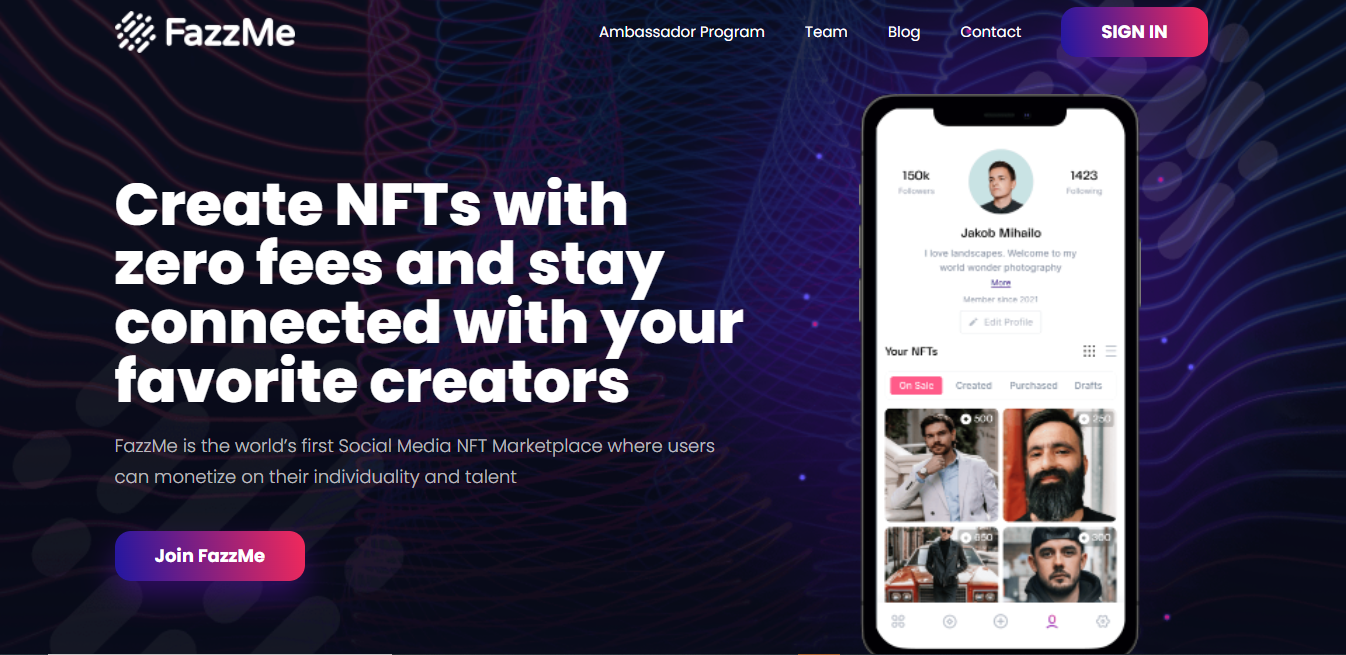 FazzMe
Ambassador Program
Team
Blog
Contact
SIGN IN
Create NFTs with
zero fees and stay
connected with your
favorite creators
FazzMe is the world’s first Social Media NFT Marketplace where users
can monetize on their individuality and talent
Join FazzMe
150k
Followers
1423
Following
Jakob Mihailo
I love landscapes. Welcome to my
world wonder photography
More
Member since 2021
Edit Profile
Your NFTs
On Sale
Created
Purchased
Drafts
500
250
650
300